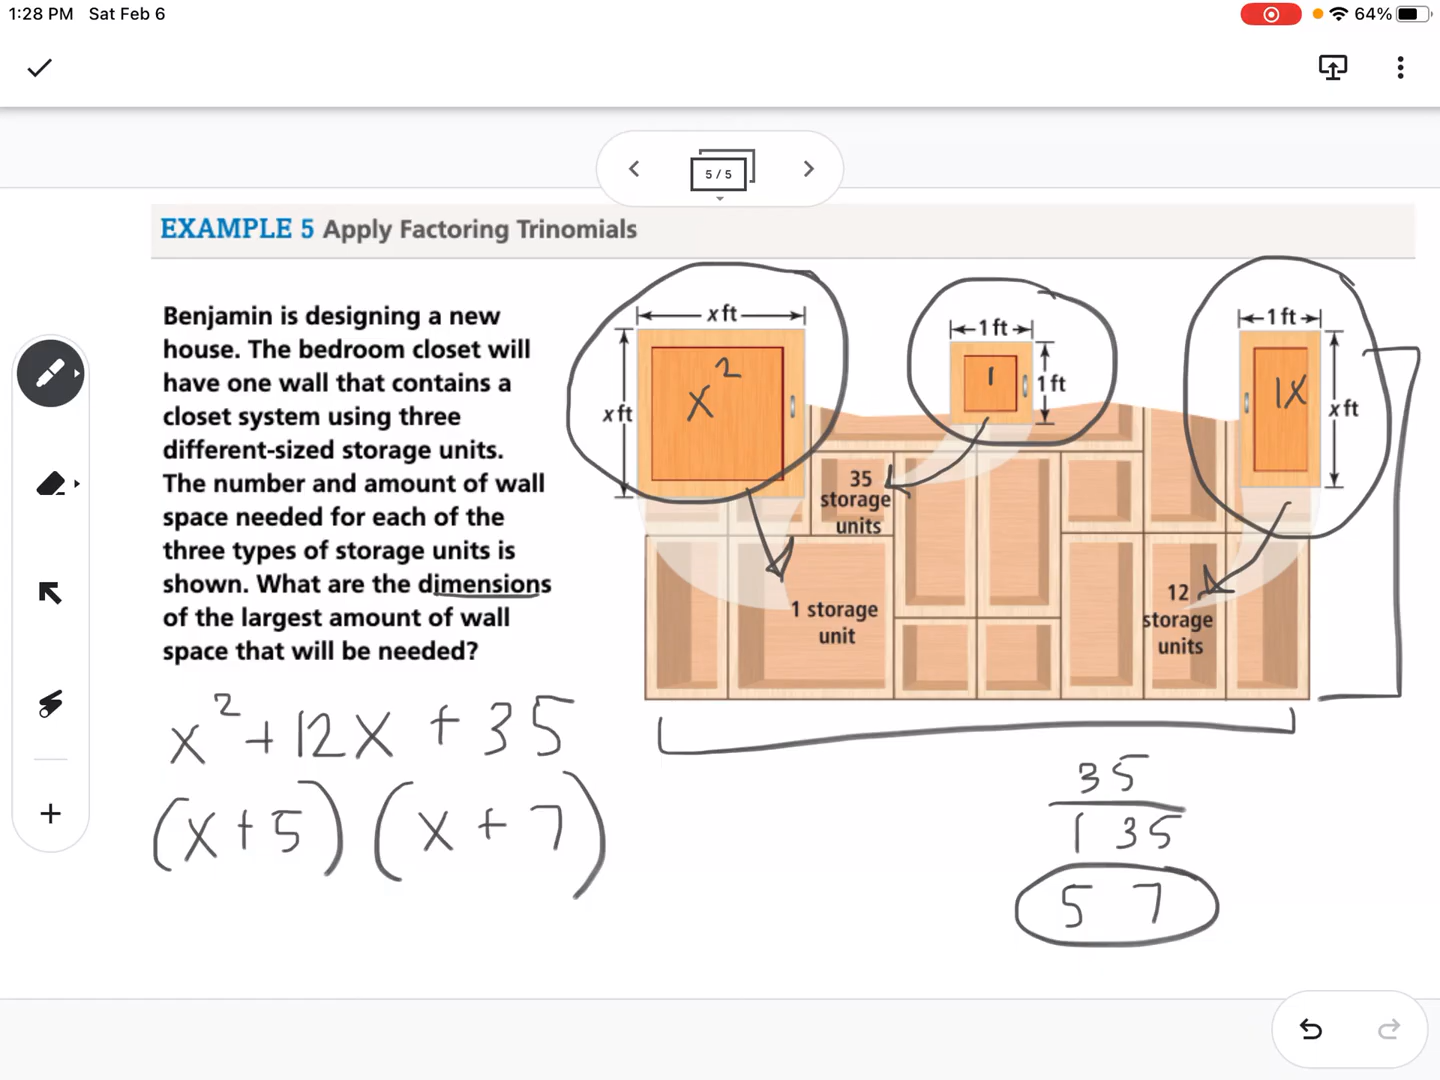 1:28 PM Sat Feb 6
64%
5 / 5
EXAMPLE 5 Apply Factoring Trinomials
Benjamin is designing a new
house. The bedroom closet will
have one wall that contains a
closet system using three
different-sized storage units.
The number and amount of wall
space needed for each of the
three types of storage units is
shown. What are the dimensions
of the largest amount of wall
space that will be needed?
x ft
x ft
x²
1 ft
1 ft
1
1 ft
x ft
1x
35
storage
units
1 storage
unit
12
storage
units
x² + 12x + 35
(x + 5) (x + 7)
35
1 35
5 7